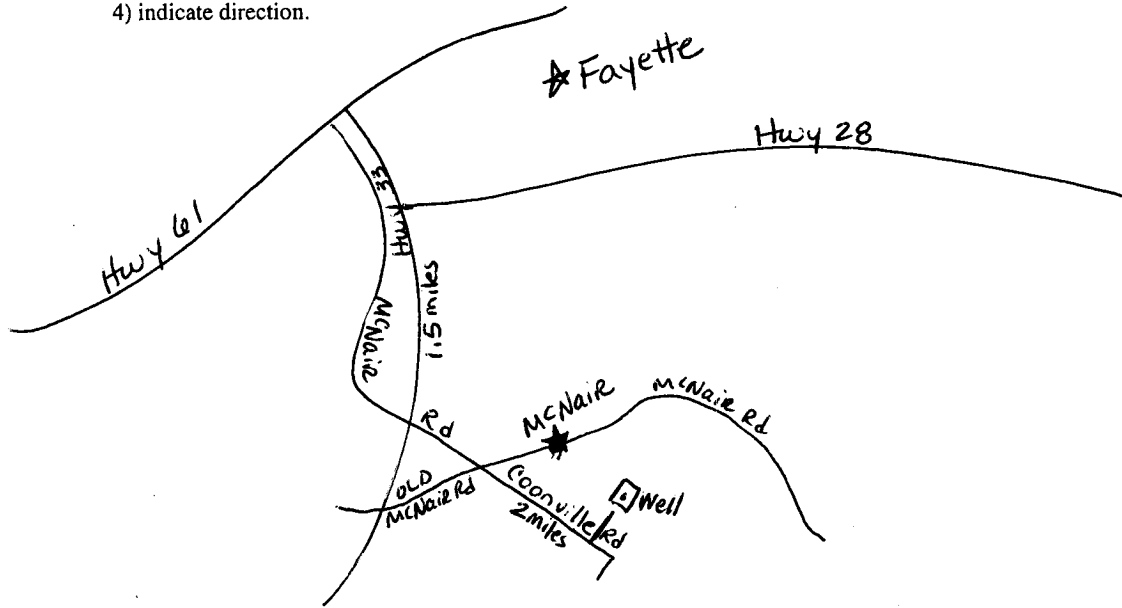 4) indicate direction.
Fayette
Hwy 28
Hwy 61
Hwy 33
1.5 miles
McNair
Rd
McNair
McNair Rd
OLD
McNair Rd
Coonville Rd
2 miles
Well